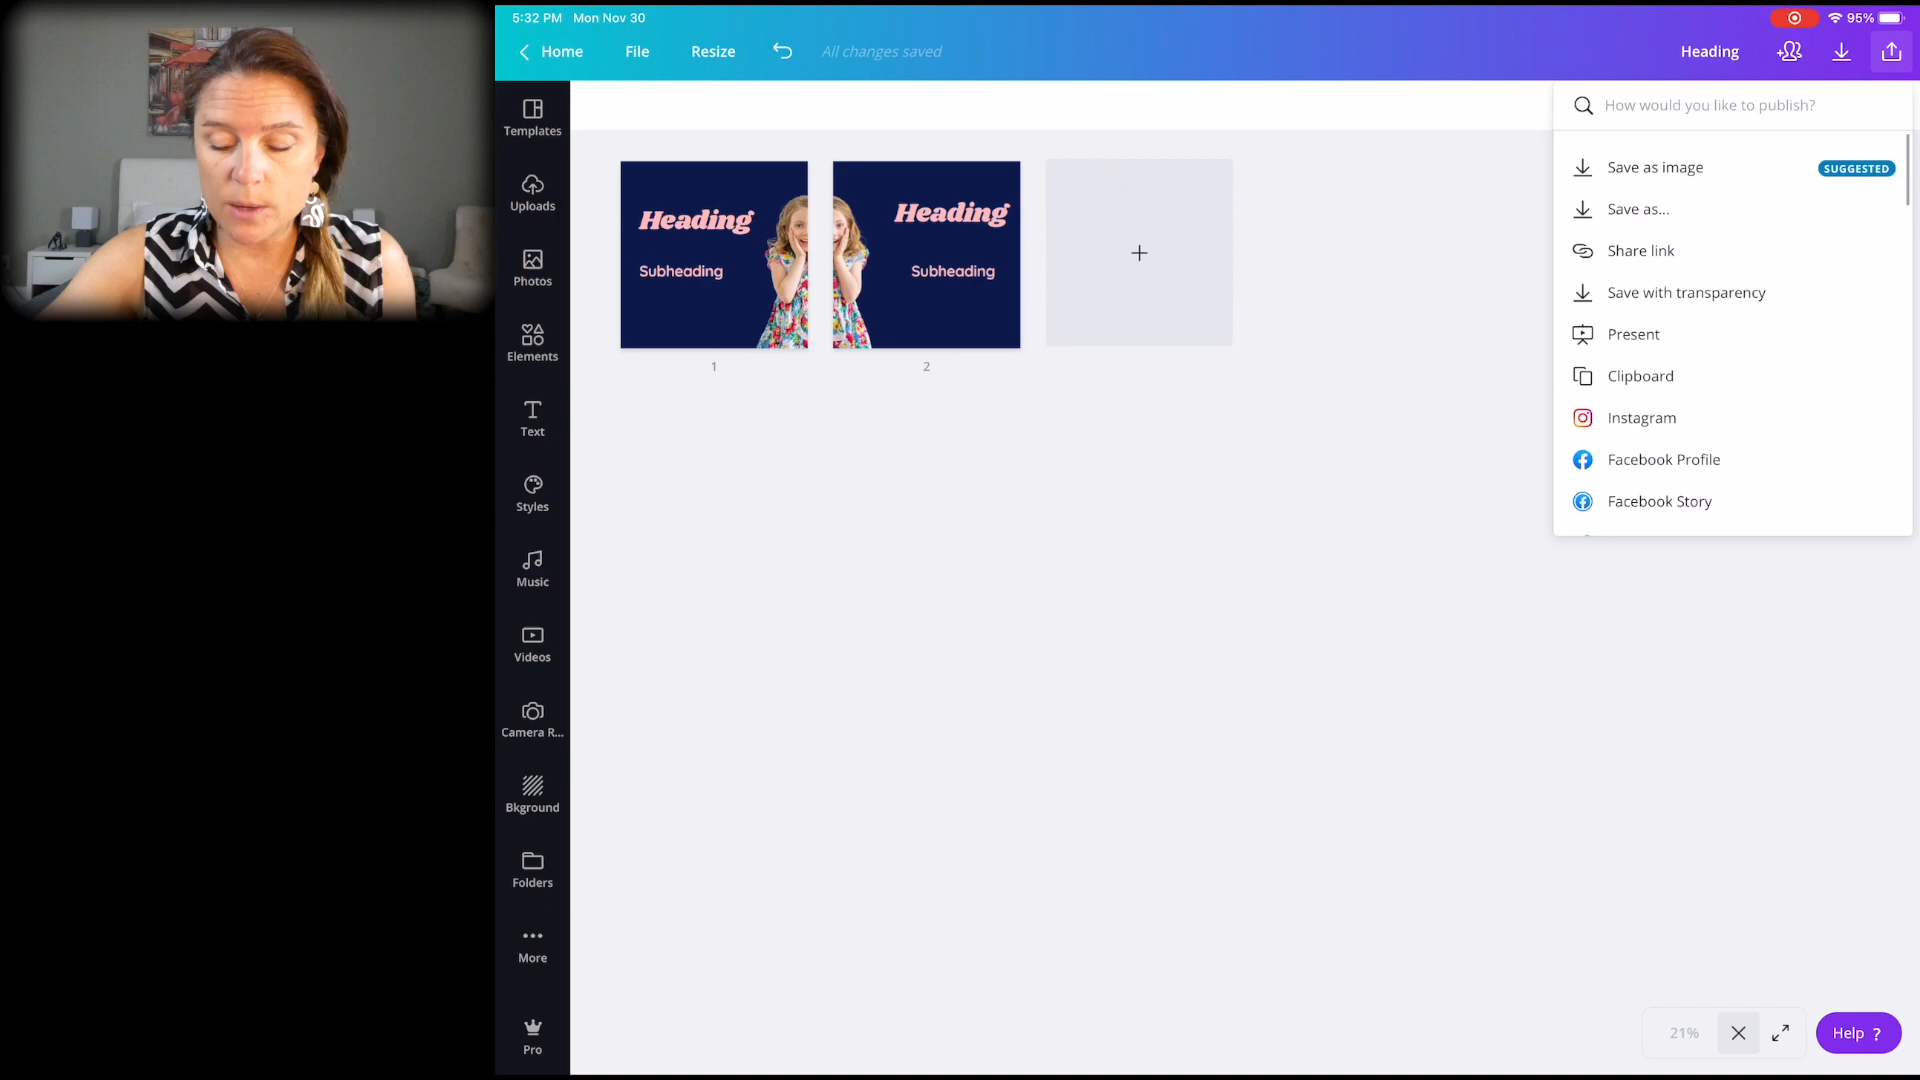 5:32 PM Mon Nov 30
95%
Home
File
Resize
All changes saved
Heading
Templates
Uploads
Photos
Elements
Text
Styles
Music
Videos
Camera R...
Bkground
Folders
More
Pro
Heading
Subheading
1
Heading
Subheading
2
How would you like to publish?
Save as image
SUGGESTED
Save as...
Share link
Save with transparency
Present
Clipboard
Instagram
Facebook Profile
Facebook Story
21%
Help ?